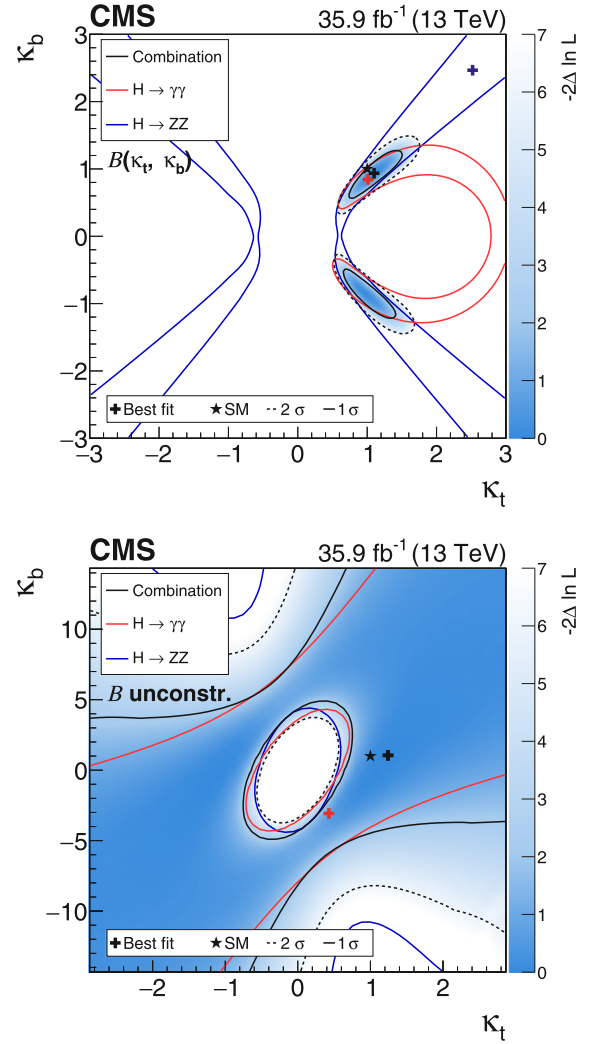 CMS 35.9 fb⁻¹ (13 TeV)
κb
Combination
H → γγ
H → ZZ
B(κt, κb)
3
2
1
0
−1
−2
−3
Best fit SM 2 σ 1 σ
−3 −2 −1 0 1 2 3
κt
7
6
5
4
3
2
1
0
-2Δ ln L
CMS 35.9 fb⁻¹ (13 TeV)
κb
Combination
H → γγ
H → ZZ
B unconstr.
10
5
0
−5
−10
Best fit SM 2 σ 1 σ
−2 −1 0 1 2
κt
7
6
5
4
3
2
1
0
-2Δ ln L